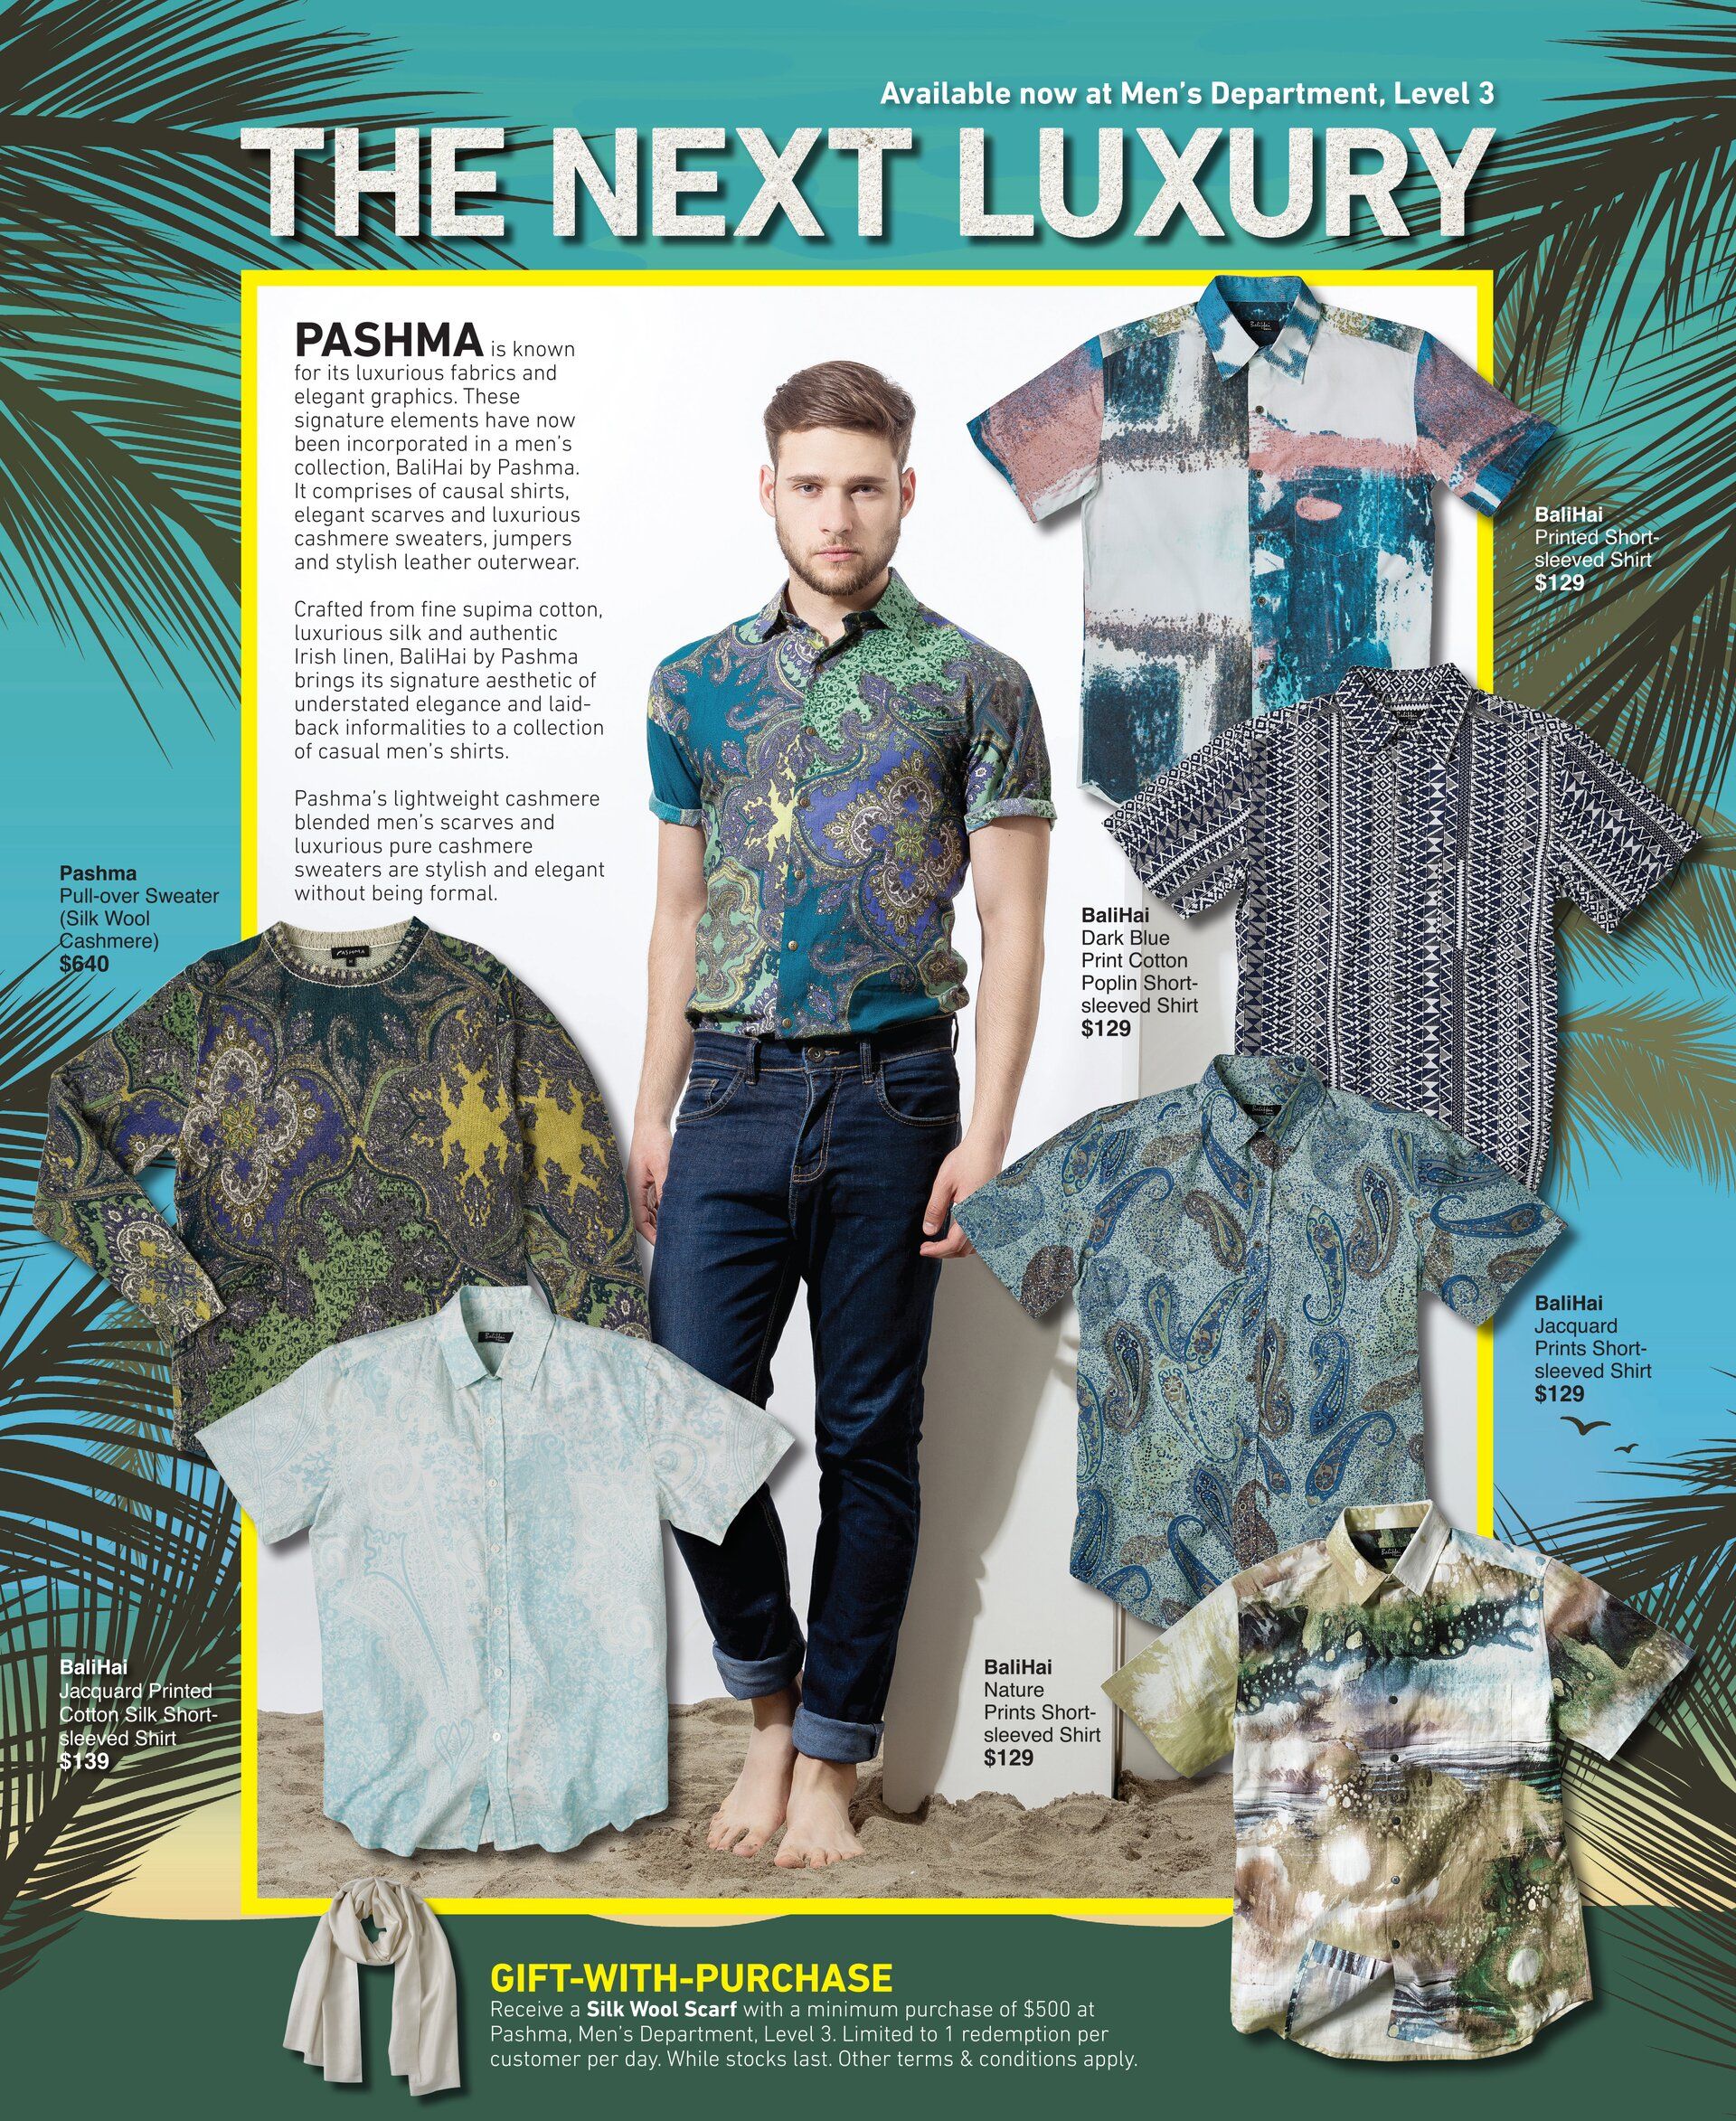 Available now at Men's Department, Level 3
THE NEXT LUXURY
PASHMA is known
for its luxurious fabrics and
elegant graphics. These
signature elements have now
been incorporated in a men's
collection, BaliHai by Pashma.
It comprises of causal shirts,
elegant scarves and luxurious
cashmere sweaters, jumpers
and stylish leather outerwear.
Crafted from fine supima cotton,
luxurious silk and authentic
Irish linen, BaliHai by Pashma
brings its signature aesthetic of
understated elegance and laid-
back informalities to a collection
of casual men's shirts.
Pashma's lightweight cashmere
blended men's scarves and
luxurious pure cashmere
sweaters are stylish and elegant
without being formal.
BaliHai
BaliHai
Printed Short-
sleeved Shirt
$129
Pashma
Pull-over Sweater
(Silk Wool
Cashmere)
$640
PASHMA
BaliHai
Dark Blue
Print Cotton
Poplin Short-
sleeved Shirt
$129
BaliHai
Jacquard
Prints Short-
sleeved Shirt
$129
BaliHai
BaliHai
Jacquard Printed
Cotton Silk Short-
sleeved Shirt
$139
BaliHai
Nature
Prints Short-
sleeved Shirt
$129
GIFT-WITH-PURCHASE
Receive a Silk Wool Scarf with a minimum purchase of $500 at
Pashma, Men's Department, Level 3. Limited to 1 redemption per
customer per day. While stocks last. Other terms & conditions apply.